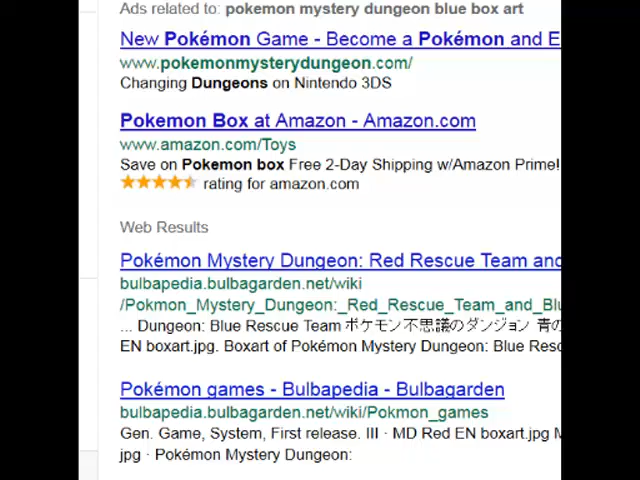 Ads related to: pokemon mystery dungeon blue box art
New Pokémon Game - Become a Pokémon and E
www.pokemonmysterydungeon.com/
Changing Dungeons on Nintendo 3DS
Pokemon Box at Amazon - Amazon.com
www.amazon.com/Toys
Save on Pokemon box Free 2-Day Shipping w/Amazon Prime!
rating for amazon.com
Web Results
Pokémon Mystery Dungeon: Red Rescue Team and
bulbapedia.bulbagarden.net/wiki
/Pokmon_Mystery_Dungeon:_Red_Rescue_Team_and_Blu
... Dungeon: Blue Rescue Team ポケモン不思議のダンジョン 青の
EN boxart.jpg. Boxart of Pokémon Mystery Dungeon: Blue Resc
Pokémon games - Bulbapedia - Bulbagarden
bulbapedia.bulbagarden.net/wiki/Pokmon_games
Gen. Game, System, First release. III · MD Red EN boxart.jpg M
jpg · Pokémon Mystery Dungeon: